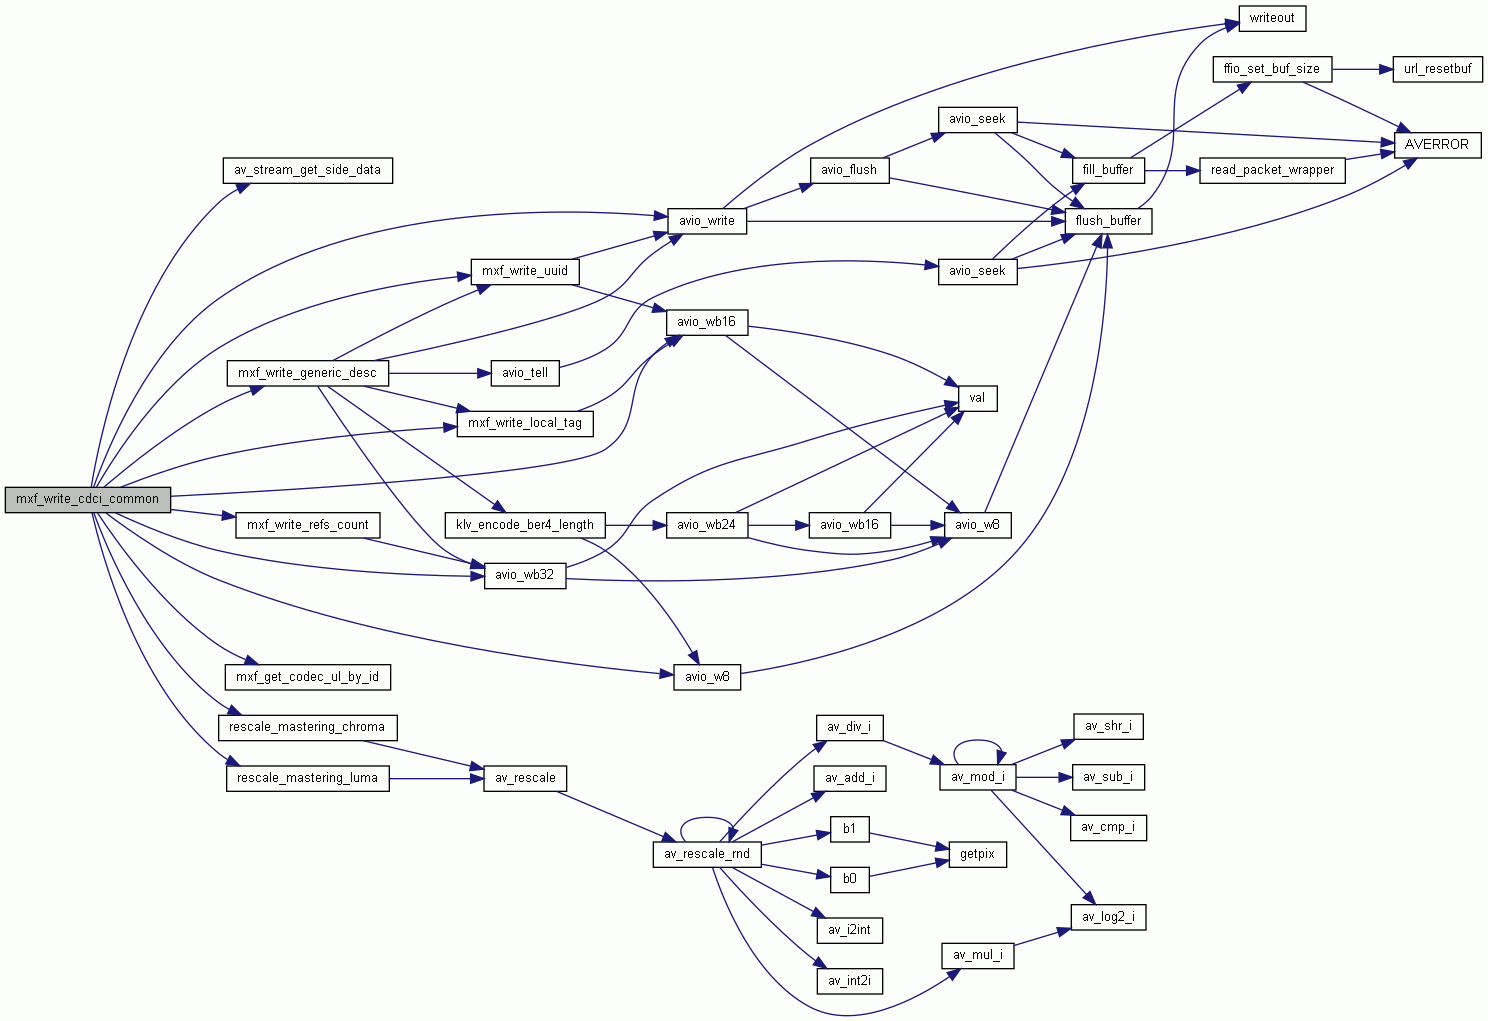 writeout
ffio_set_buf_size
url_resetbuf
avio_seek
AVERROR
av_stream_get_side_data
avio_flush
fill_buffer
read_packet_wrapper
avio_write
flush_buffer
mxf_write_uuid
avio_seek
avio_wb16
mxf_write_generic_desc
avio_tell
val
mxf_write_local_tag
mxf_write_cdci_common
mxf_write_refs_count
klv_encode_ber4_length
avio_wb24
avio_wb16
avio_w8
avio_wb32
mxf_get_codec_ul_by_id
avio_w8
rescale_mastering_chroma
av_div_i
av_shr_i
rescale_mastering_luma
av_rescale
av_add_i
av_mod_i
av_sub_i
b1
av_cmp_i
av_rescale_rnd
getpix
b0
av_i2int
av_log2_i
av_mul_i
av_int2i